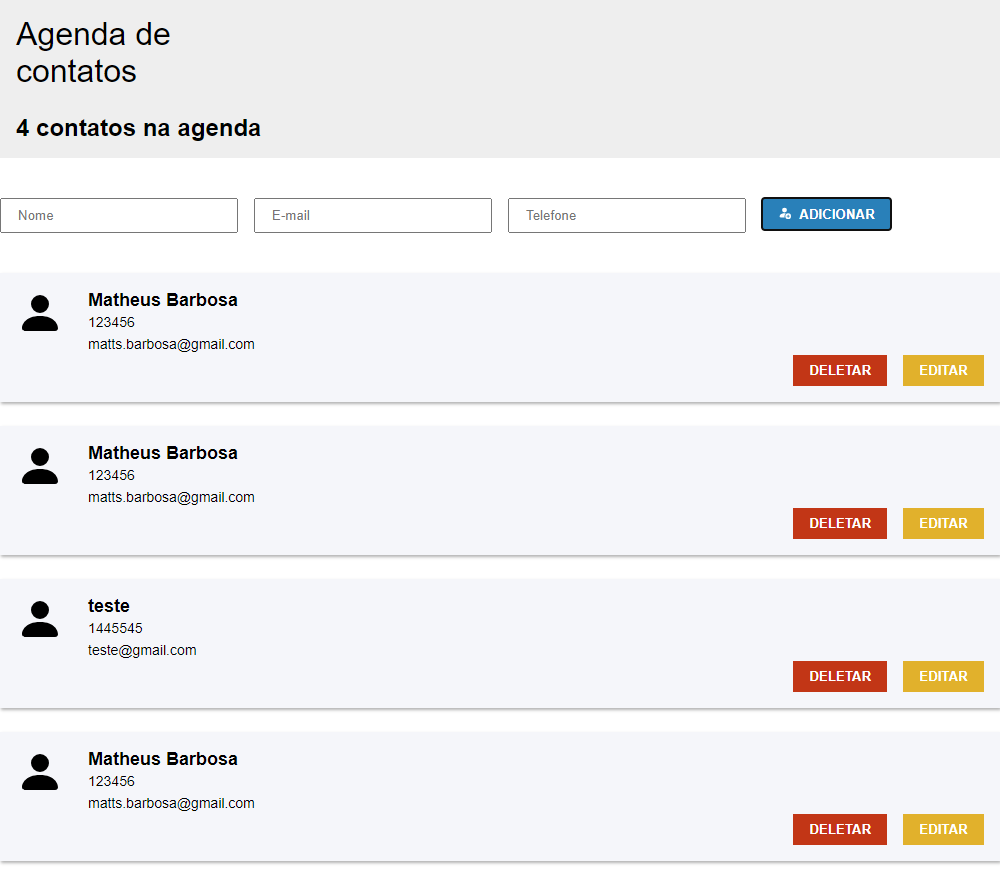 Agenda de
contatos
4 contatos na agenda
Nome
E-mail
Telefone
ADICIONAR
Matheus Barbosa
123456
matts.barbosa@gmail.com
DELETAR
EDITAR
Matheus Barbosa
123456
matts.barbosa@gmail.com
DELETAR
EDITAR
teste
1445545
teste@gmail.com
DELETAR
EDITAR
Matheus Barbosa
123456
matts.barbosa@gmail.com
DELETAR
EDITAR